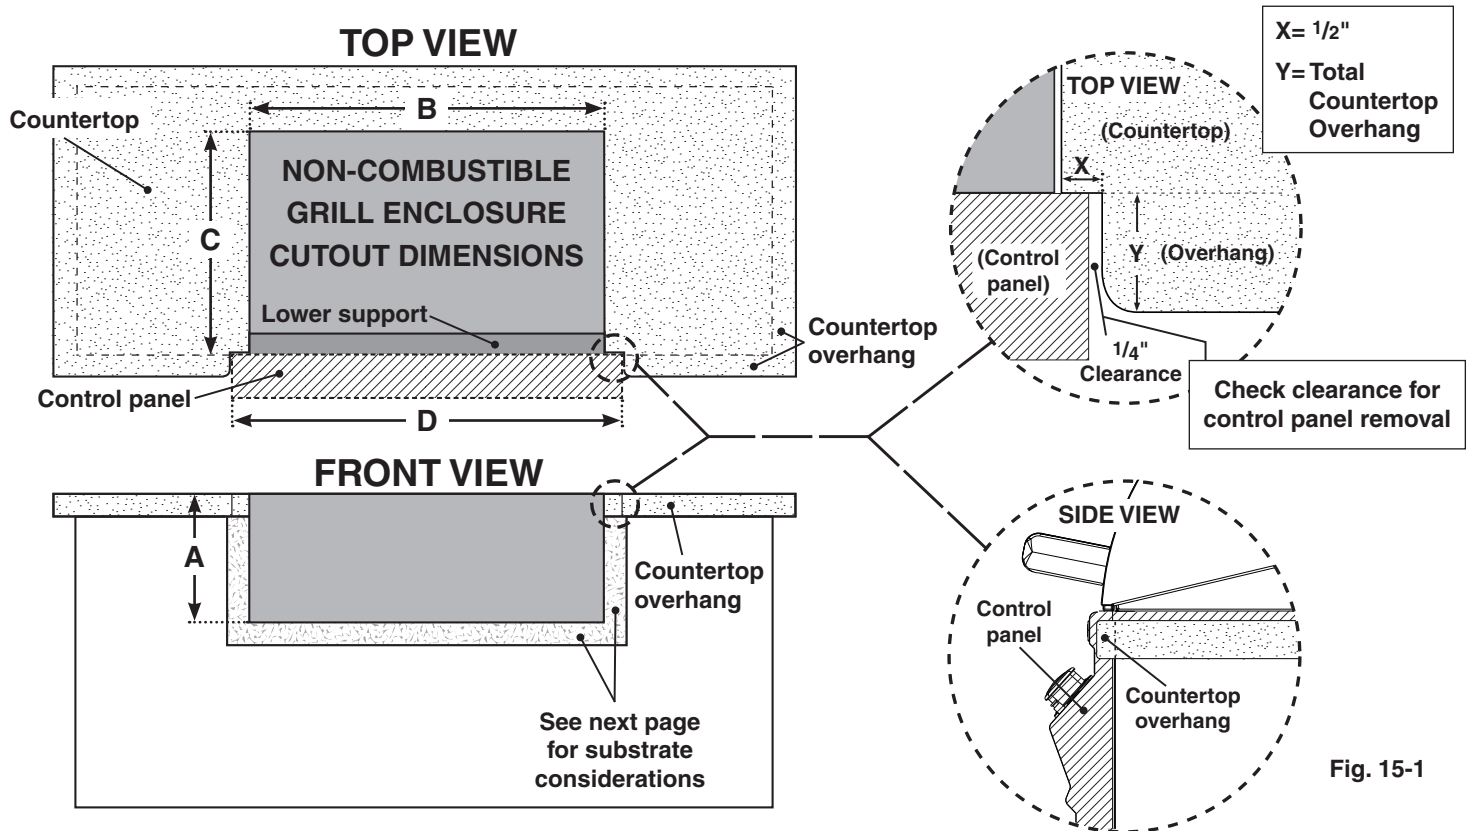 TOP VIEW
Countertop
B
NON-COMBUSTIBLE
GRILL ENCLOSURE
CUTOUT DIMENSIONS
C
Lower support
Countertop
overhang
Control panel
D
TOP VIEW
(Countertop)
X
(Control
panel)
Y (Overhang)
1/4"
Clearance
X= 1/2"
Y= Total
Countertop
Overhang
Check clearance for
control panel removal
FRONT VIEW
A
Countertop
overhang
See next page
for substrate
considerations
SIDE VIEW
Control
panel
Countertop
overhang
Fig. 15-1